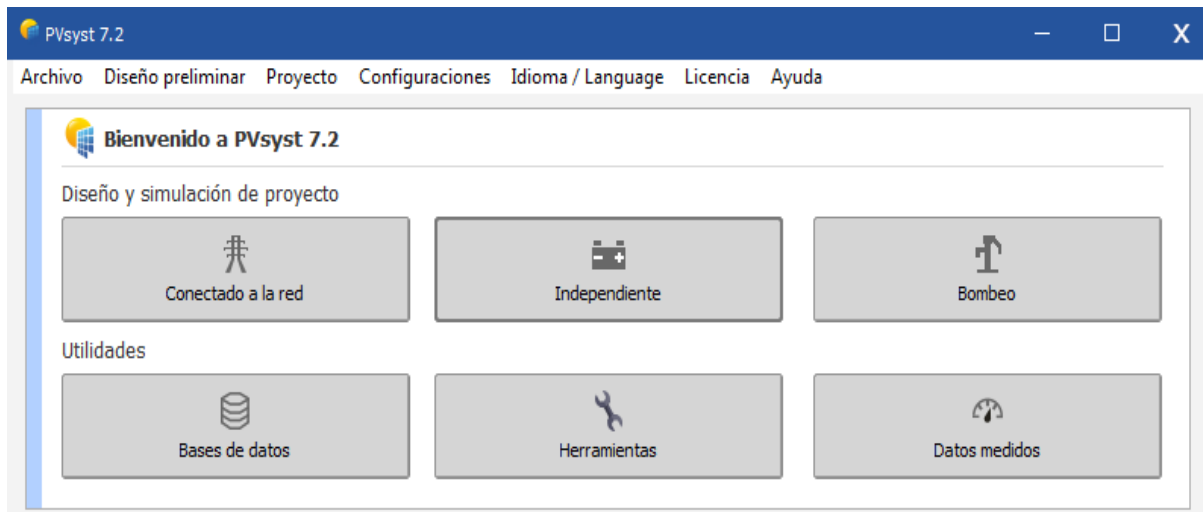 PVsyst 7.2
Archivo Diseño preliminar Proyecto Configuraciones Idioma / Language Licencia Ayuda
Bienvenido a PVsyst 7.2
Diseño y simulación de proyecto
Conectado a la red Independiente Bombeo
Utilidades
Bases de datos Herramientas Datos medidos